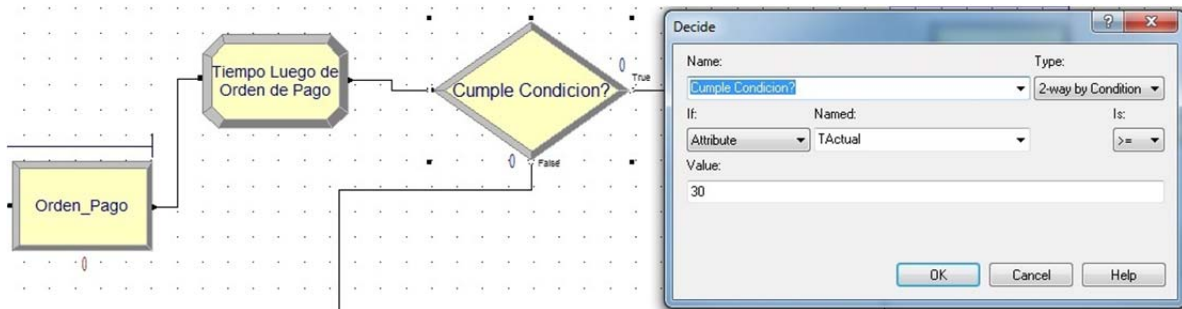 Orden_Pago
0
Tiempo Luego de
Orden de Pago
Cumple Condicion?
0
True
0
False
Decide
?
Name:
Type:
Cumple Condicion?
2-way by Condition
If:
Named:
Is:
Attribute
TActual
>=
Value:
30
OK
Cancel
Help